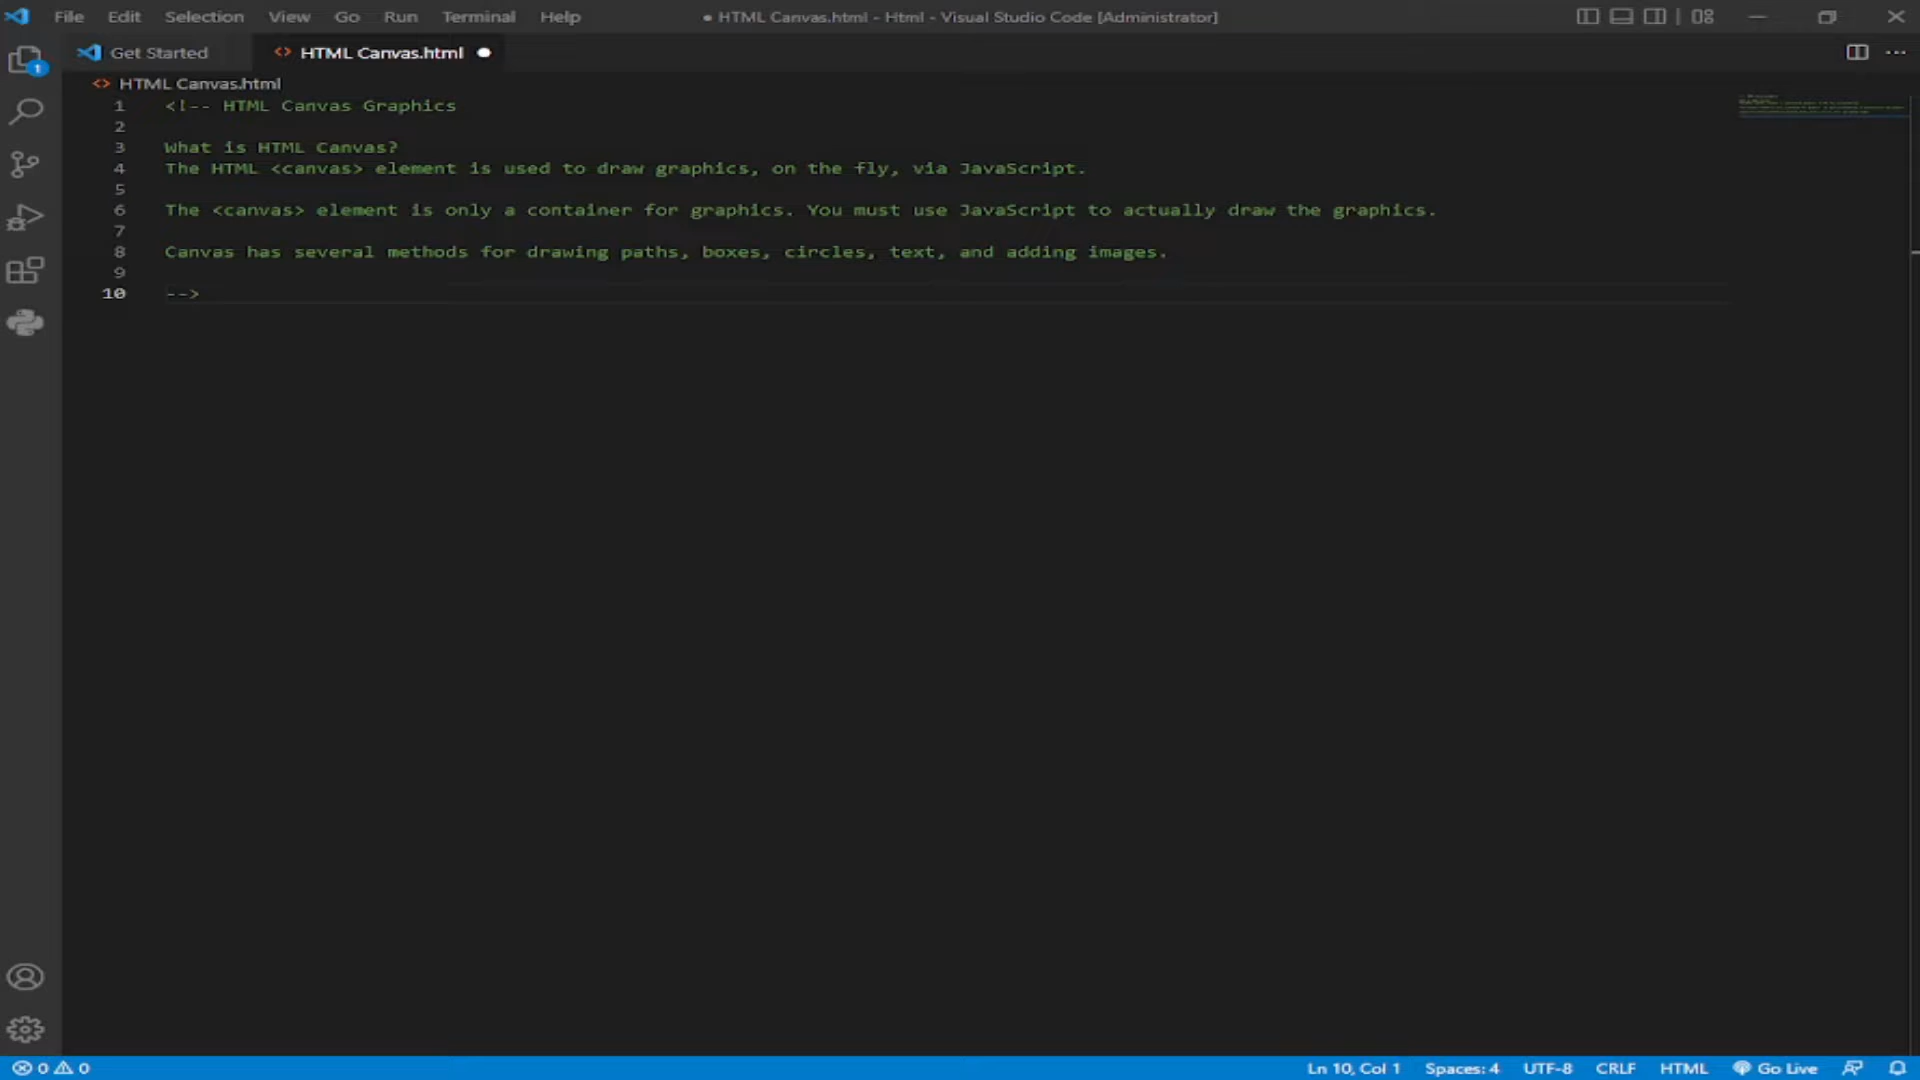 File Edit Selection View Go Run Terminal Help ● HTML Canvas.html - Html - Visual Studio Code [Administrator]
Get Started HTML Canvas.html ●
HTML Canvas.html
1 <!-- HTML Canvas Graphics
2
3 What is HTML Canvas?
4 The HTML <canvas> element is used to draw graphics, on the fly, via JavaScript.
5
6 The <canvas> element is only a container for graphics. You must use JavaScript to actually draw the graphics.
7
8 Canvas has several methods for drawing paths, boxes, circles, text, and adding images.
9
10 -->
1
0 0 Ln 10, Col 1 Spaces: 4 UTF-8 CRLF HTML Go Live